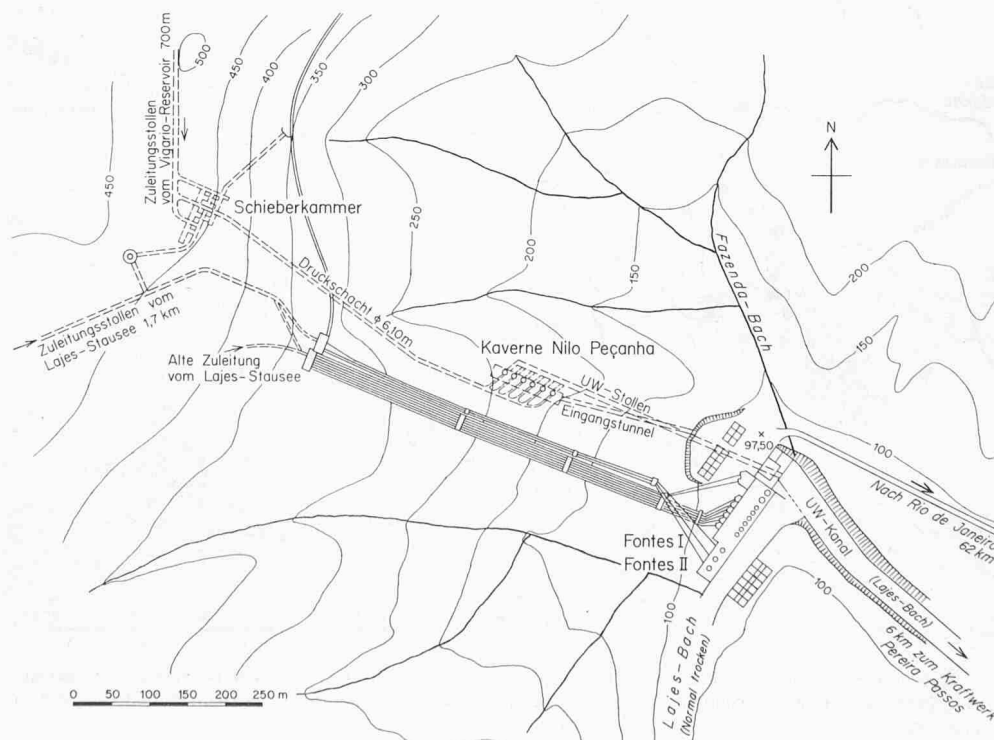 Zuleitungsstollen
vom Vigario-Reservoir 700m
500
450
400
350
300
450
250
200
150
N
Schieberkammer
Fazenda-Bach
200
150
Druckschacht ϕ 6,10m
Zuleitungsstollen vom
Lajes-Stausee 1,7 km
Alte Zuleitung
vom Lajes-Stausee
Kaverne Nilo Peçanha
UW-Stollen
Eingangstunnel
×
97,50
100
Nach Rio de Janeiro
62 km
UW-Kanal
(Lajes-Bach)
Fontes I
Fontes II
100
100
Lajes-Bach
(Normal trocken)
6 km zum Kraftwerk
Pereira Passos
0 50 100 150 200 250 m